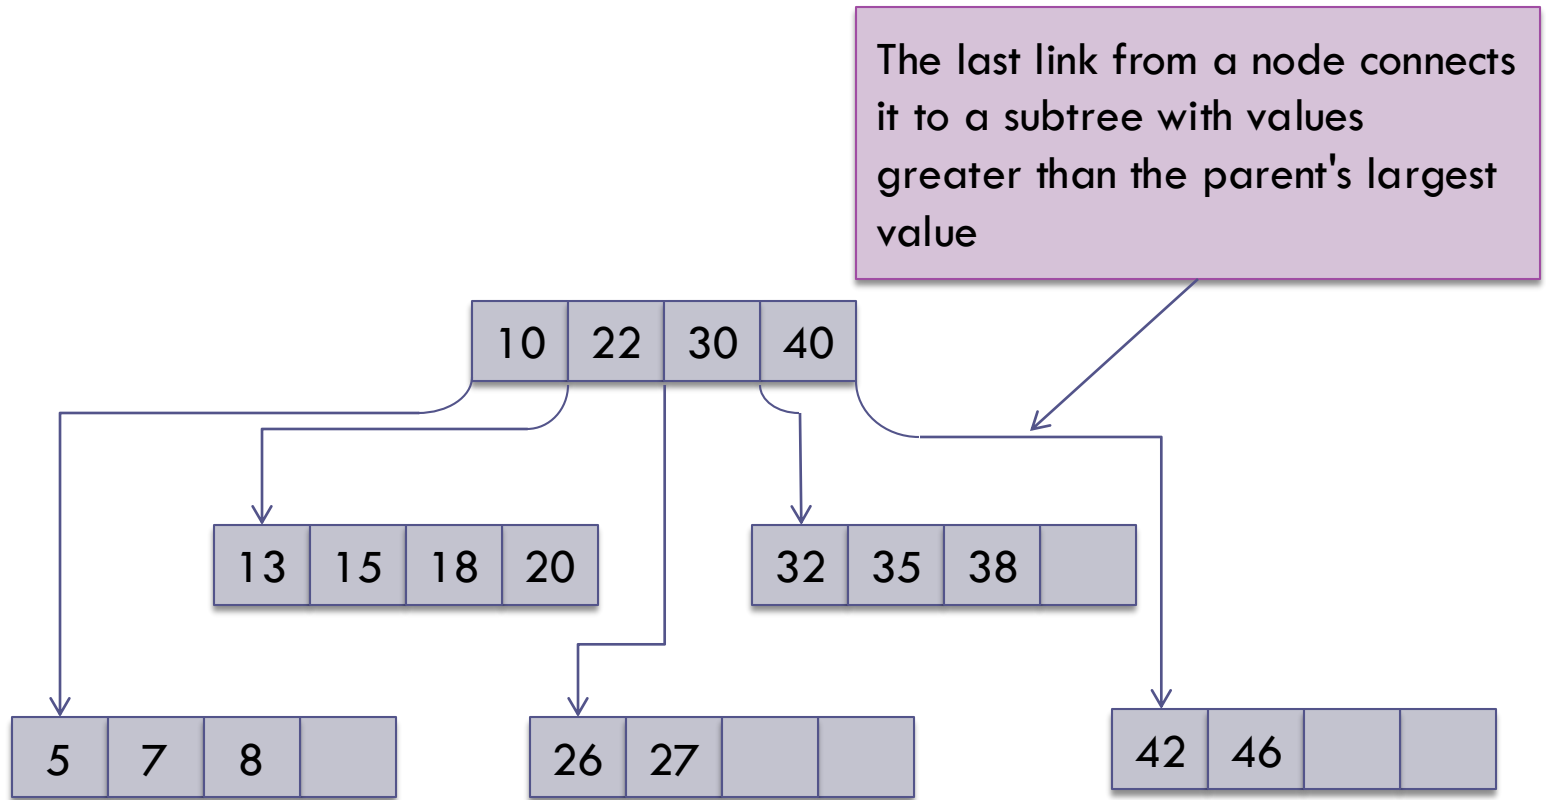 The last link from a node connects
it to a subtree with values
greater than the parent's largest
value
10 22 30 40
13 15 18 20
32 35 38
5 7 8
26 27
42 46